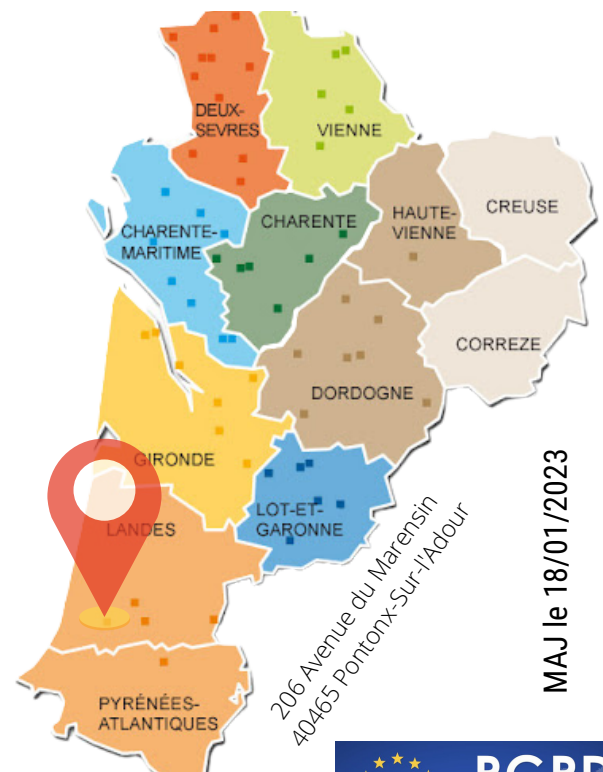 DEUX-
SEVRES
VIENNE
CHARENTE-
MARITIME
CHARENTE
HAUTE-
VIENNE
CREUSE
CORREZE
DORDOGNE
GIRONDE
LOT-ET-
GARONNE
LANDES
PYRÉNÉES-
ATLANTIQUES
206 Avenue du Marensin
40465 Pontonx-Sur-l'Adour
MAJ le 18/01/2023